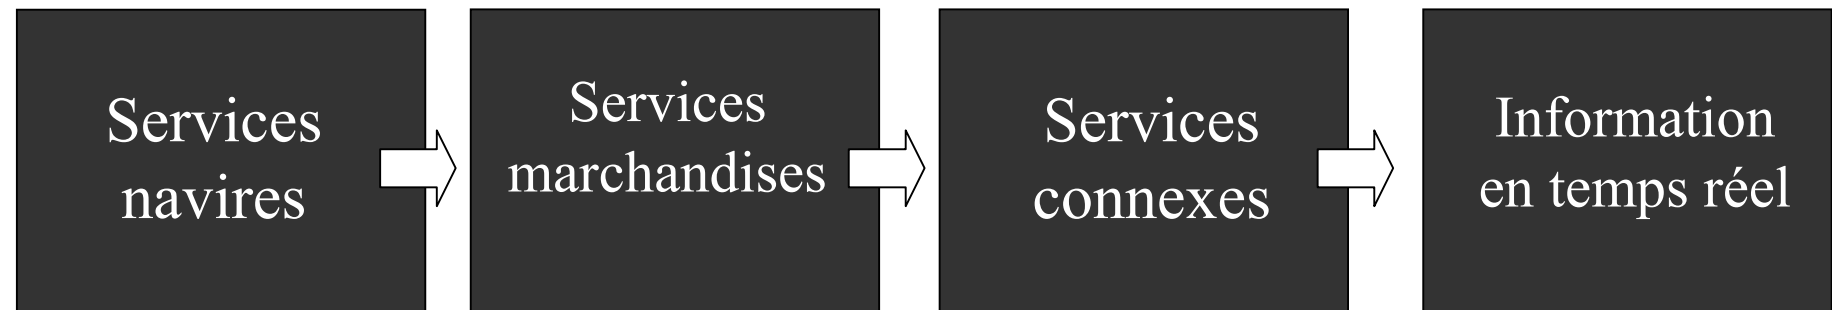 Services
navires
Services
marchandises
Services
connexes
Information
en temps réel